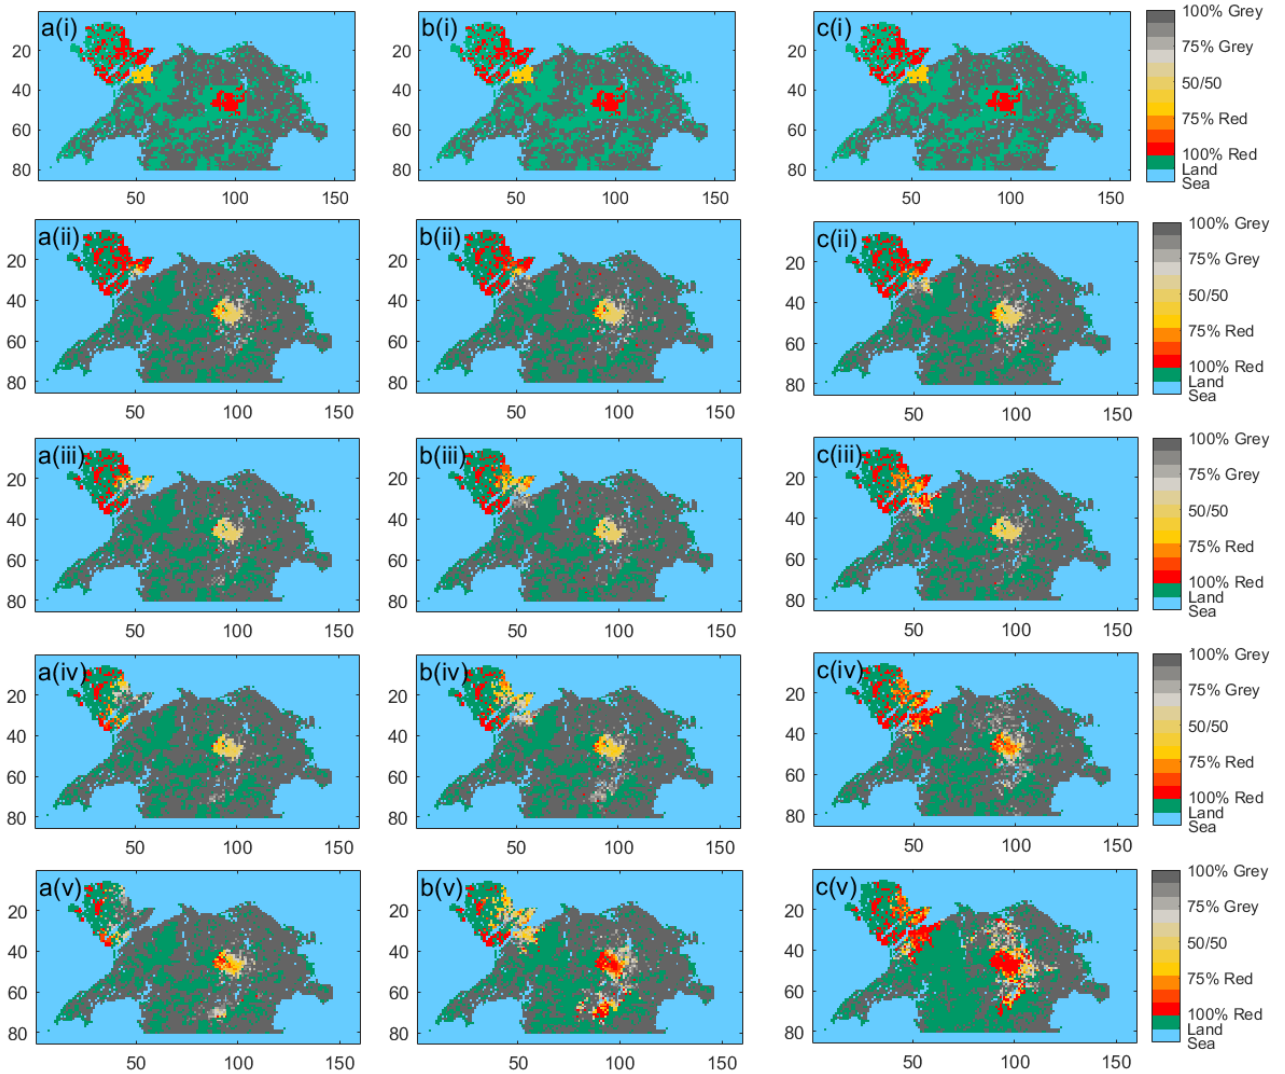 a(i) b(i) c(i)
20 20 20
40 40 40
60 60 60
80 80 80
50 100 150 50 100 150 50 100 150
100% Grey
75% Grey
50/50
75% Red
100% Red
Land
Sea
a(ii) b(ii) c(ii)
20 20 20
40 40 40
60 60 60
80 80 80
50 100 150 50 100 150 50 100 150
100% Grey
75% Grey
50/50
75% Red
100% Red
Land
Sea
a(iii) b(iii) c(iii)
20 20 20
40 40 40
60 60 60
80 80 80
50 100 150 50 100 150 50 100 150
100% Grey
75% Grey
50/50
75% Red
100% Red
Land
Sea
a(iv) b(iv) c(iv)
20 20 20
40 40 40
60 60 60
80 80 80
50 100 150 50 100 150 50 100 150
100% Grey
75% Grey
50/50
75% Red
100% Red
Land
Sea
a(v) b(v) c(v)
20 20 20
40 40 40
60 60 60
80 80 80
50 100 150 50 100 150 50 100 150
100% Grey
75% Grey
50/50
75% Red
100% Red
Land
Sea